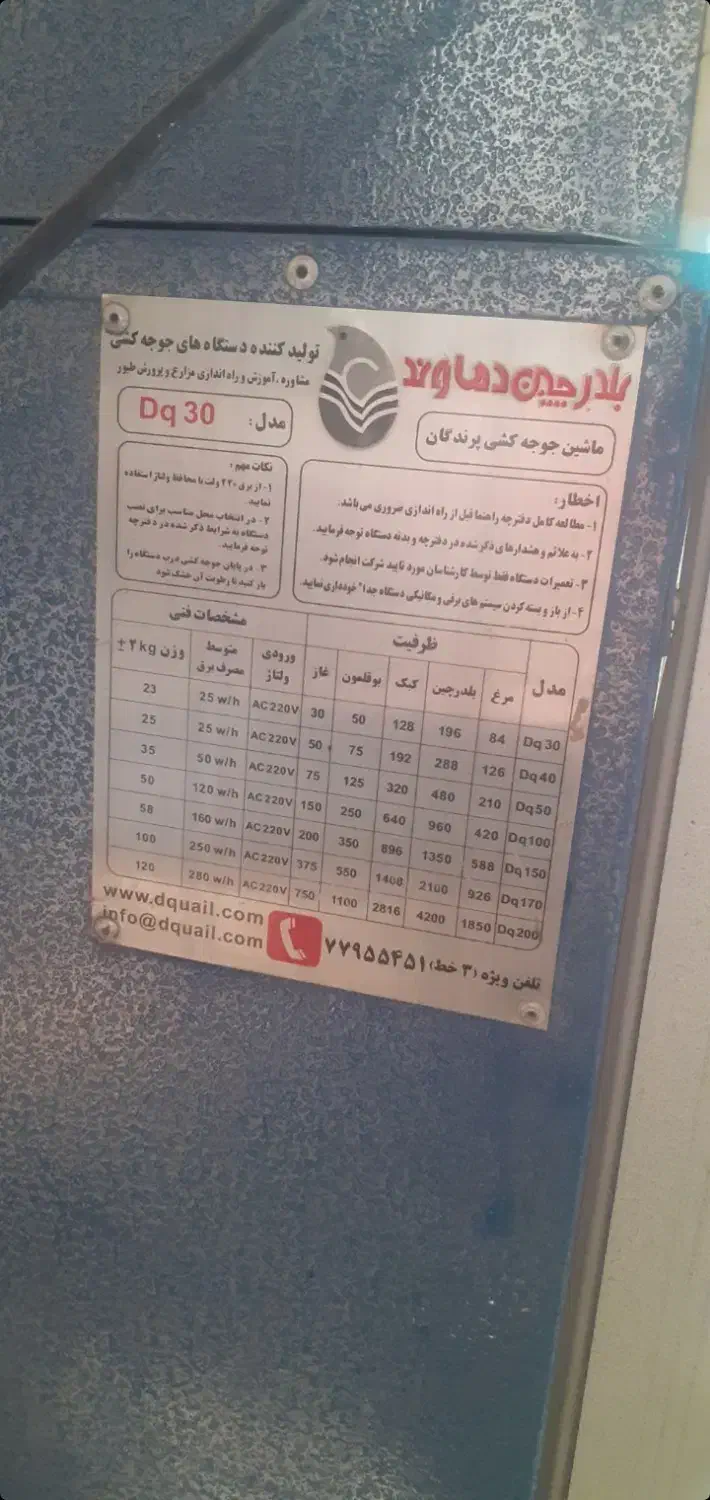 بلدرچین دماوند
ماشین جوجه کشی پرندگان
تولید کننده دستگاه های جوجه کشی
مشاوره ،آموزش و راه اندازی مزارع و پرورش طیور
مدل: Dq 30
اخطار:
۱- مطالعه کامل دفترچه راهنما قبل از راه اندازی ضروری می باشد.
۲- به علائم و هشدارهای ذکر شده در دفترچه و بدنه دستگاه توجه فرمایید.
۳- تعمیرات دستگاه فقط توسط کارشناسان مورد تایید شرکت انجام شود.
۴- از باز و بسته کردن سیستم های برقی و مکانیکی دستگاه جداً خودداری نمایید.
نکات مهم:
۱- از برق ۲۲۰ ولت با محافظ ولتاژ استفاده
نمایید.
۲- در انتخاب محل مناسب برای نصب
دستگاه به شرایط ذکر شده در دفترچه
توجه فرمایید.
۳. در پایان جوجه کشی درب دستگاه را
باز کنید تا رطوبت آن خشک شود
مدل ظرفیت مشخصات فنی
مرغ بلدرچین کبک بوقلمون غاز ورودی ولتاژ متوسط مصرف برق وزن ±۲kg
Dq 30 84 196 128 50 30 AC220V 25 w/h 23
Dq 40 126 288 192 75 50 AC220V 25 w/h 25
Dq 50 210 480 320 125 75 AC220V 50 w/h 35
Dq 100 420 960 640 250 150 AC220V 120 w/h 50
Dq 150 588 1350 896 350 200 AC220V 160 w/h 58
Dq 170 926 2100 1408 550 375 AC220V 250 w/h 100
Dq 200 1850 4200 2816 1100 750 AC220V 280 w/h 120
تلفن ویژه (۳ خط) ۷۷۹۵۵۴۵۱
www.dquail.com
info@dquail.com